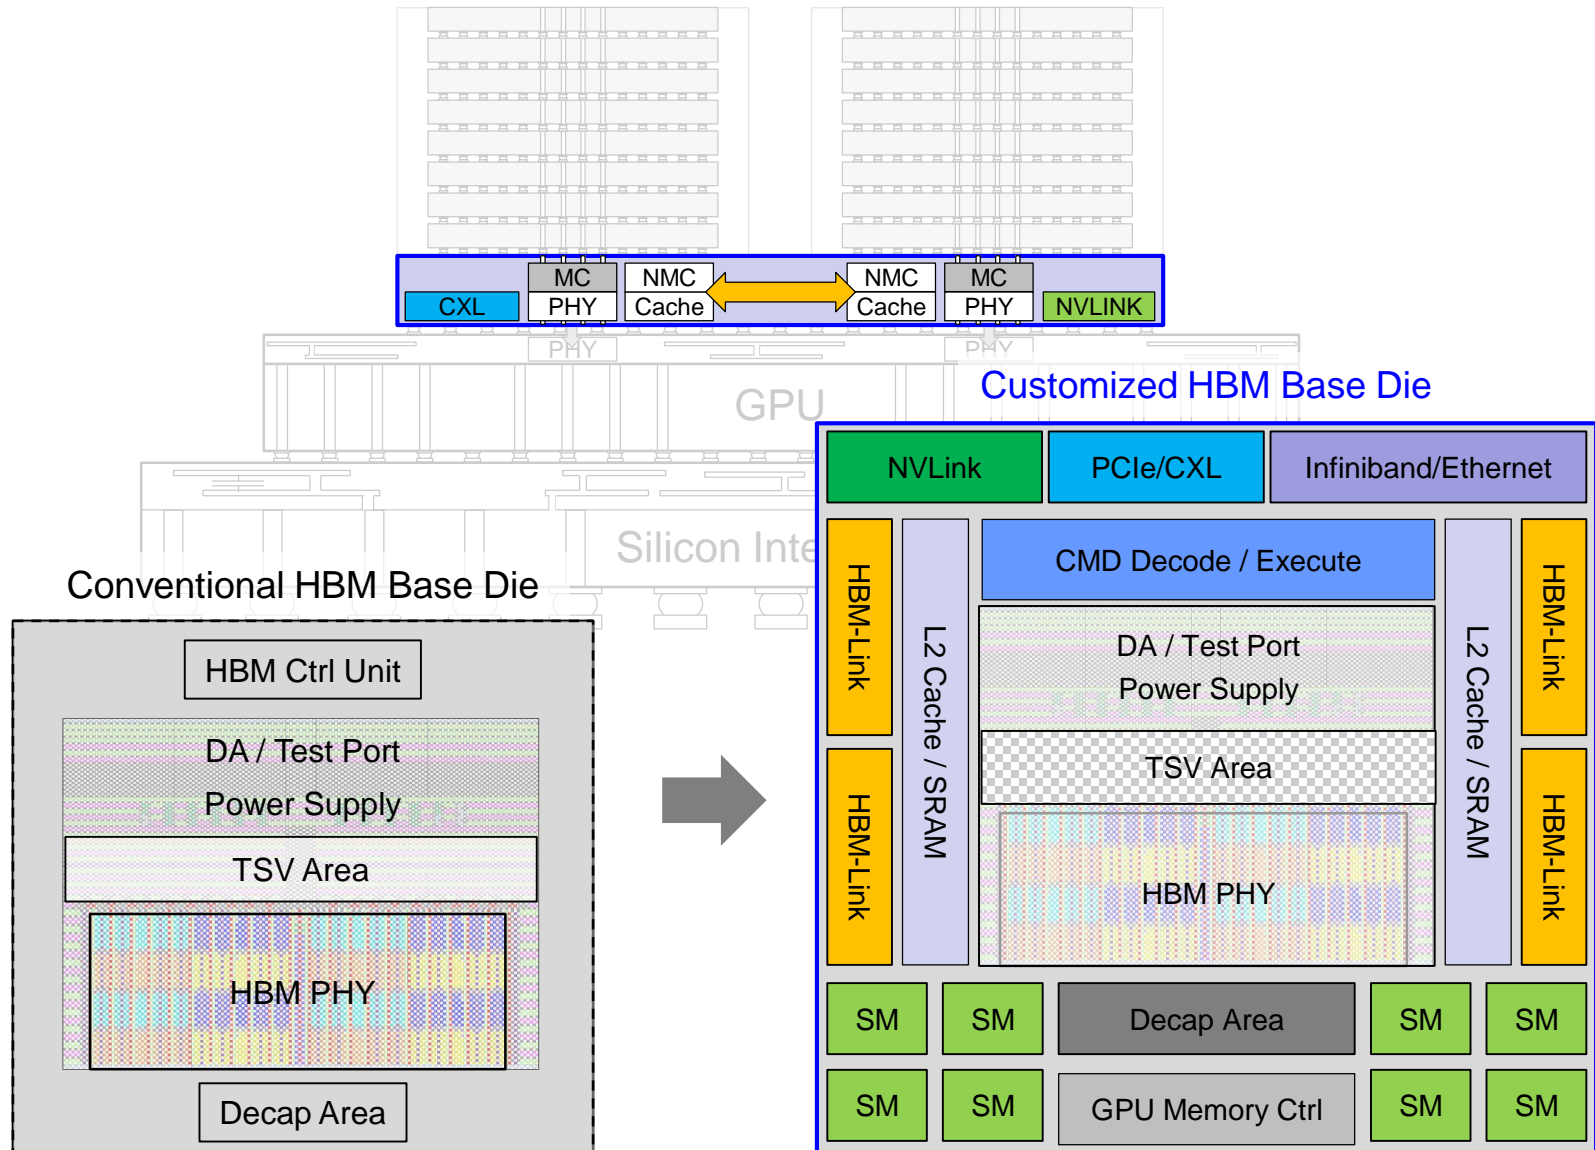 MC
NMC
NMC
MC
CXL
PHY
Cache
Cache
PHY
NVLINK
PHY
PHY
GPU
Customized HBM Base Die
NVLink
PCIe/CXL
Infiniband/Ethernet
Silicon Inte
CMD Decode / Execute
HBM-Link
L2 Cache / SRAM
DA / Test Port
Power Supply
L2 Cache / SRAM
HBM-Link
TSV Area
HBM-Link
HBM PHY
HBM-Link
SM
SM
Decap Area
SM
SM
SM
SM
GPU Memory Ctrl
SM
SM
Conventional HBM Base Die
HBM Ctrl Unit
DA / Test Port
Power Supply
TSV Area
HBM PHY
Decap Area